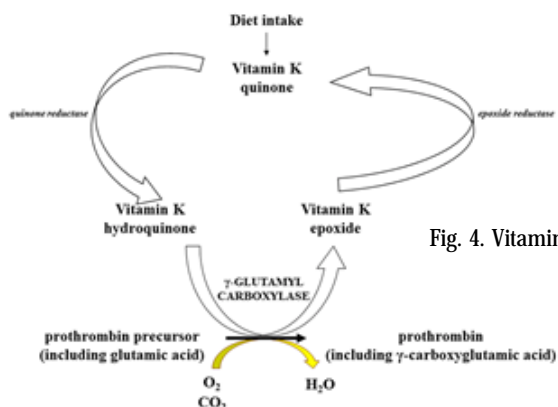 Diet intake
Vitamin K
quinone
quinone reductase
epoxide reductase
Vitamin K
hydroquinone
Vitamin K
epoxide
Fig. 4. Vitamin
γ-GLUTAMYL
CARBOXYLASE
prothrombin precursor
(including glutamic acid)
prothrombin
(including γ-carboxyglutamic acid)
O₂
CO₂
H₂O